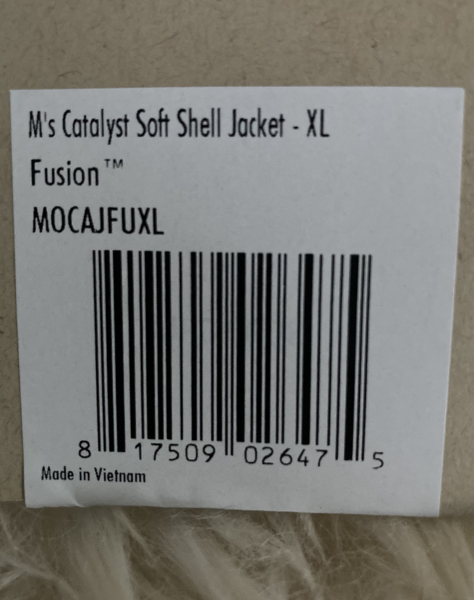 M's Catalyst Soft Shell Jacket - XL
Fusion™
MOCAJFUXL
8 17509 02647 5
Made in Vietnam